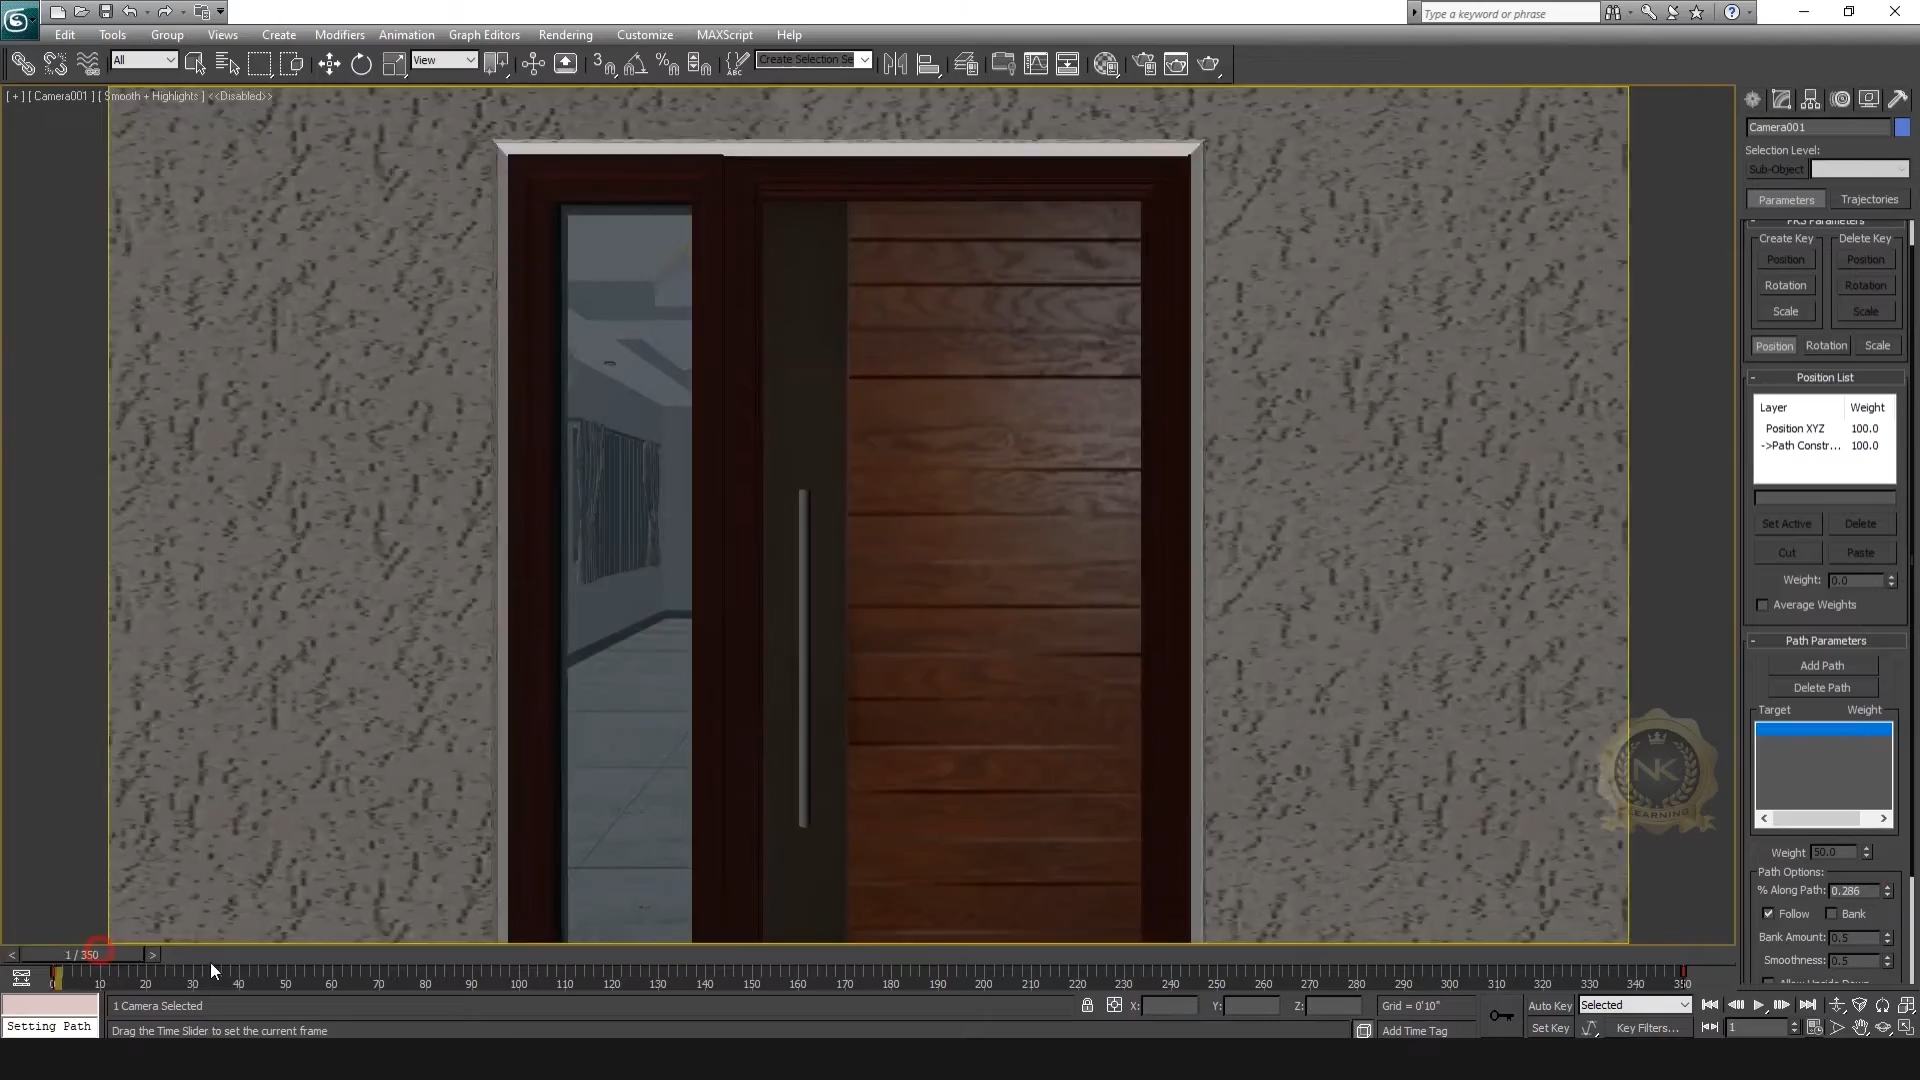 Type a keyword or phrase
Edit Tools Group Views Create Modifiers Animation Graph Editors Rendering Customize MAXScript Help
All View Create Selection Se
[ + ] [ Camera001 ] [ Smooth + Highlights ] <<Disabled>>
Camera001
Selection Level:
Sub-Object
Parameters Trajectories
PRS Parameters
Create Key Delete Key
Position Position
Rotation Rotation
Scale Scale
Position Rotation Scale
- Position List
Layer Weight
Position XYZ 100.0
->Path Constr... 100.0
Set Active Delete
Cut Paste
Weight: 0.0
Average Weights
- Path Parameters
Add Path
Delete Path
Target Weight
Weight 50.0
Path Options:
% Along Path: 0.286
Follow Bank
Bank Amount: 0.5
Smoothness: 0.5
NK
LEARNING
< 1 / 350 >
0 10 20 30 40 50 60 70 80 90 100 110 120 130 140 150 160 170 180 190 200 210 220 230 240 250 260 270 280 290 300 310 320 330 340 350
1 Camera Selected X: Y: Z: Grid = 0'10" Auto Key Selected
Setting Path Drag the Time Slider to set the current frame Add Time Tag Set Key Key Filters... 1